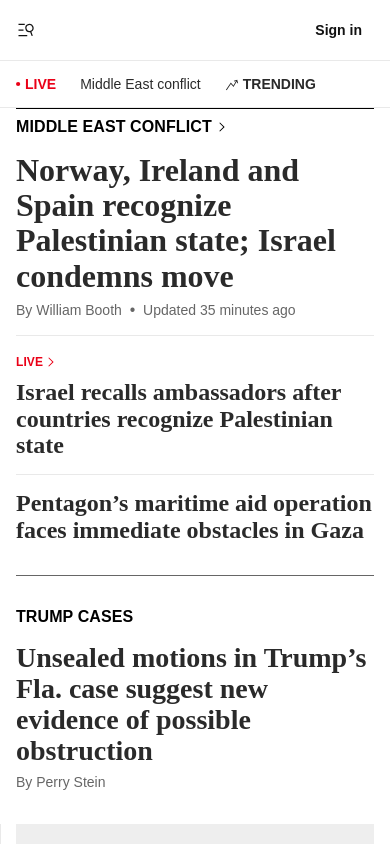 Sign in
• LIVE Middle East conflict TRENDING
MIDDLE EAST CONFLICT
Norway, Ireland and
Spain recognize
Palestinian state; Israel
condemns move
By William Booth • Updated 35 minutes ago
LIVE
Israel recalls ambassadors after
countries recognize Palestinian
state
Pentagon’s maritime aid operation
faces immediate obstacles in Gaza
TRUMP CASES
Unsealed motions in Trump’s
Fla. case suggest new
evidence of possible
obstruction
By Perry Stein